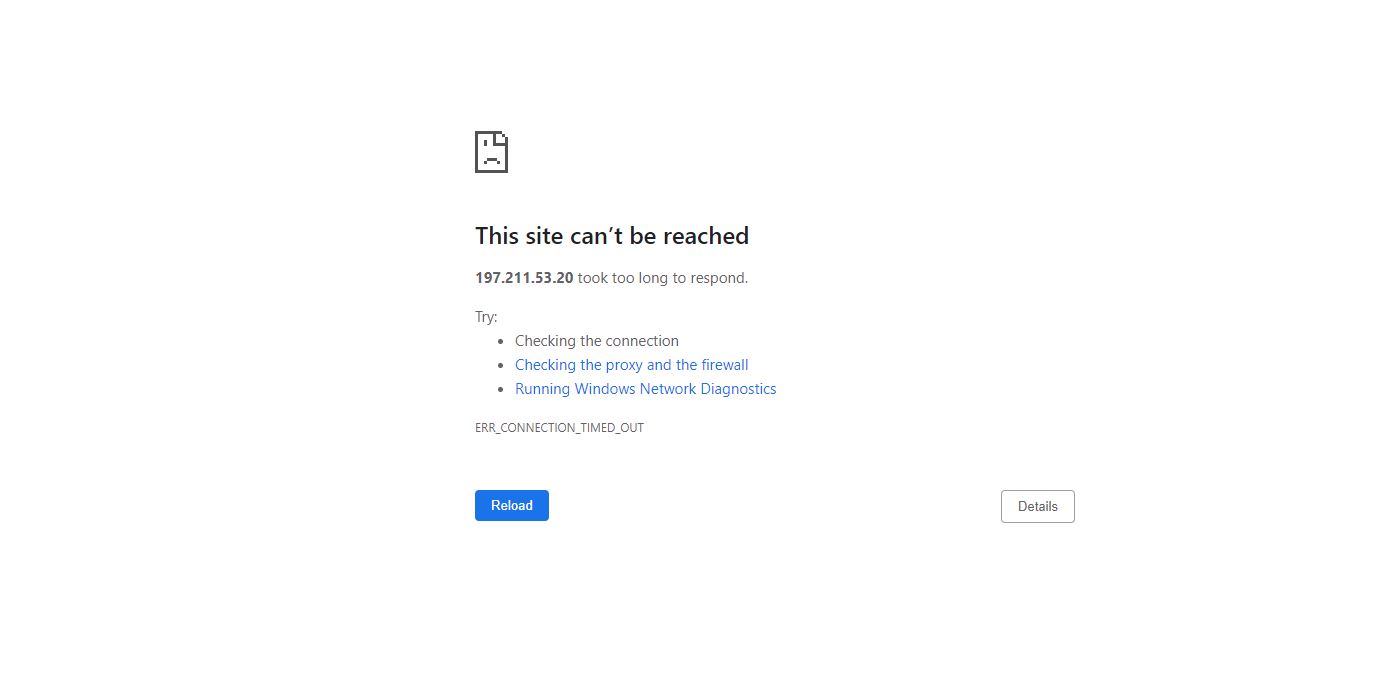 This site can’t be reached
197.211.53.20 took too long to respond.
Try:
• Checking the connection
• Checking the proxy and the firewall
• Running Windows Network Diagnostics
ERR_CONNECTION_TIMED_OUT
Reload
Details